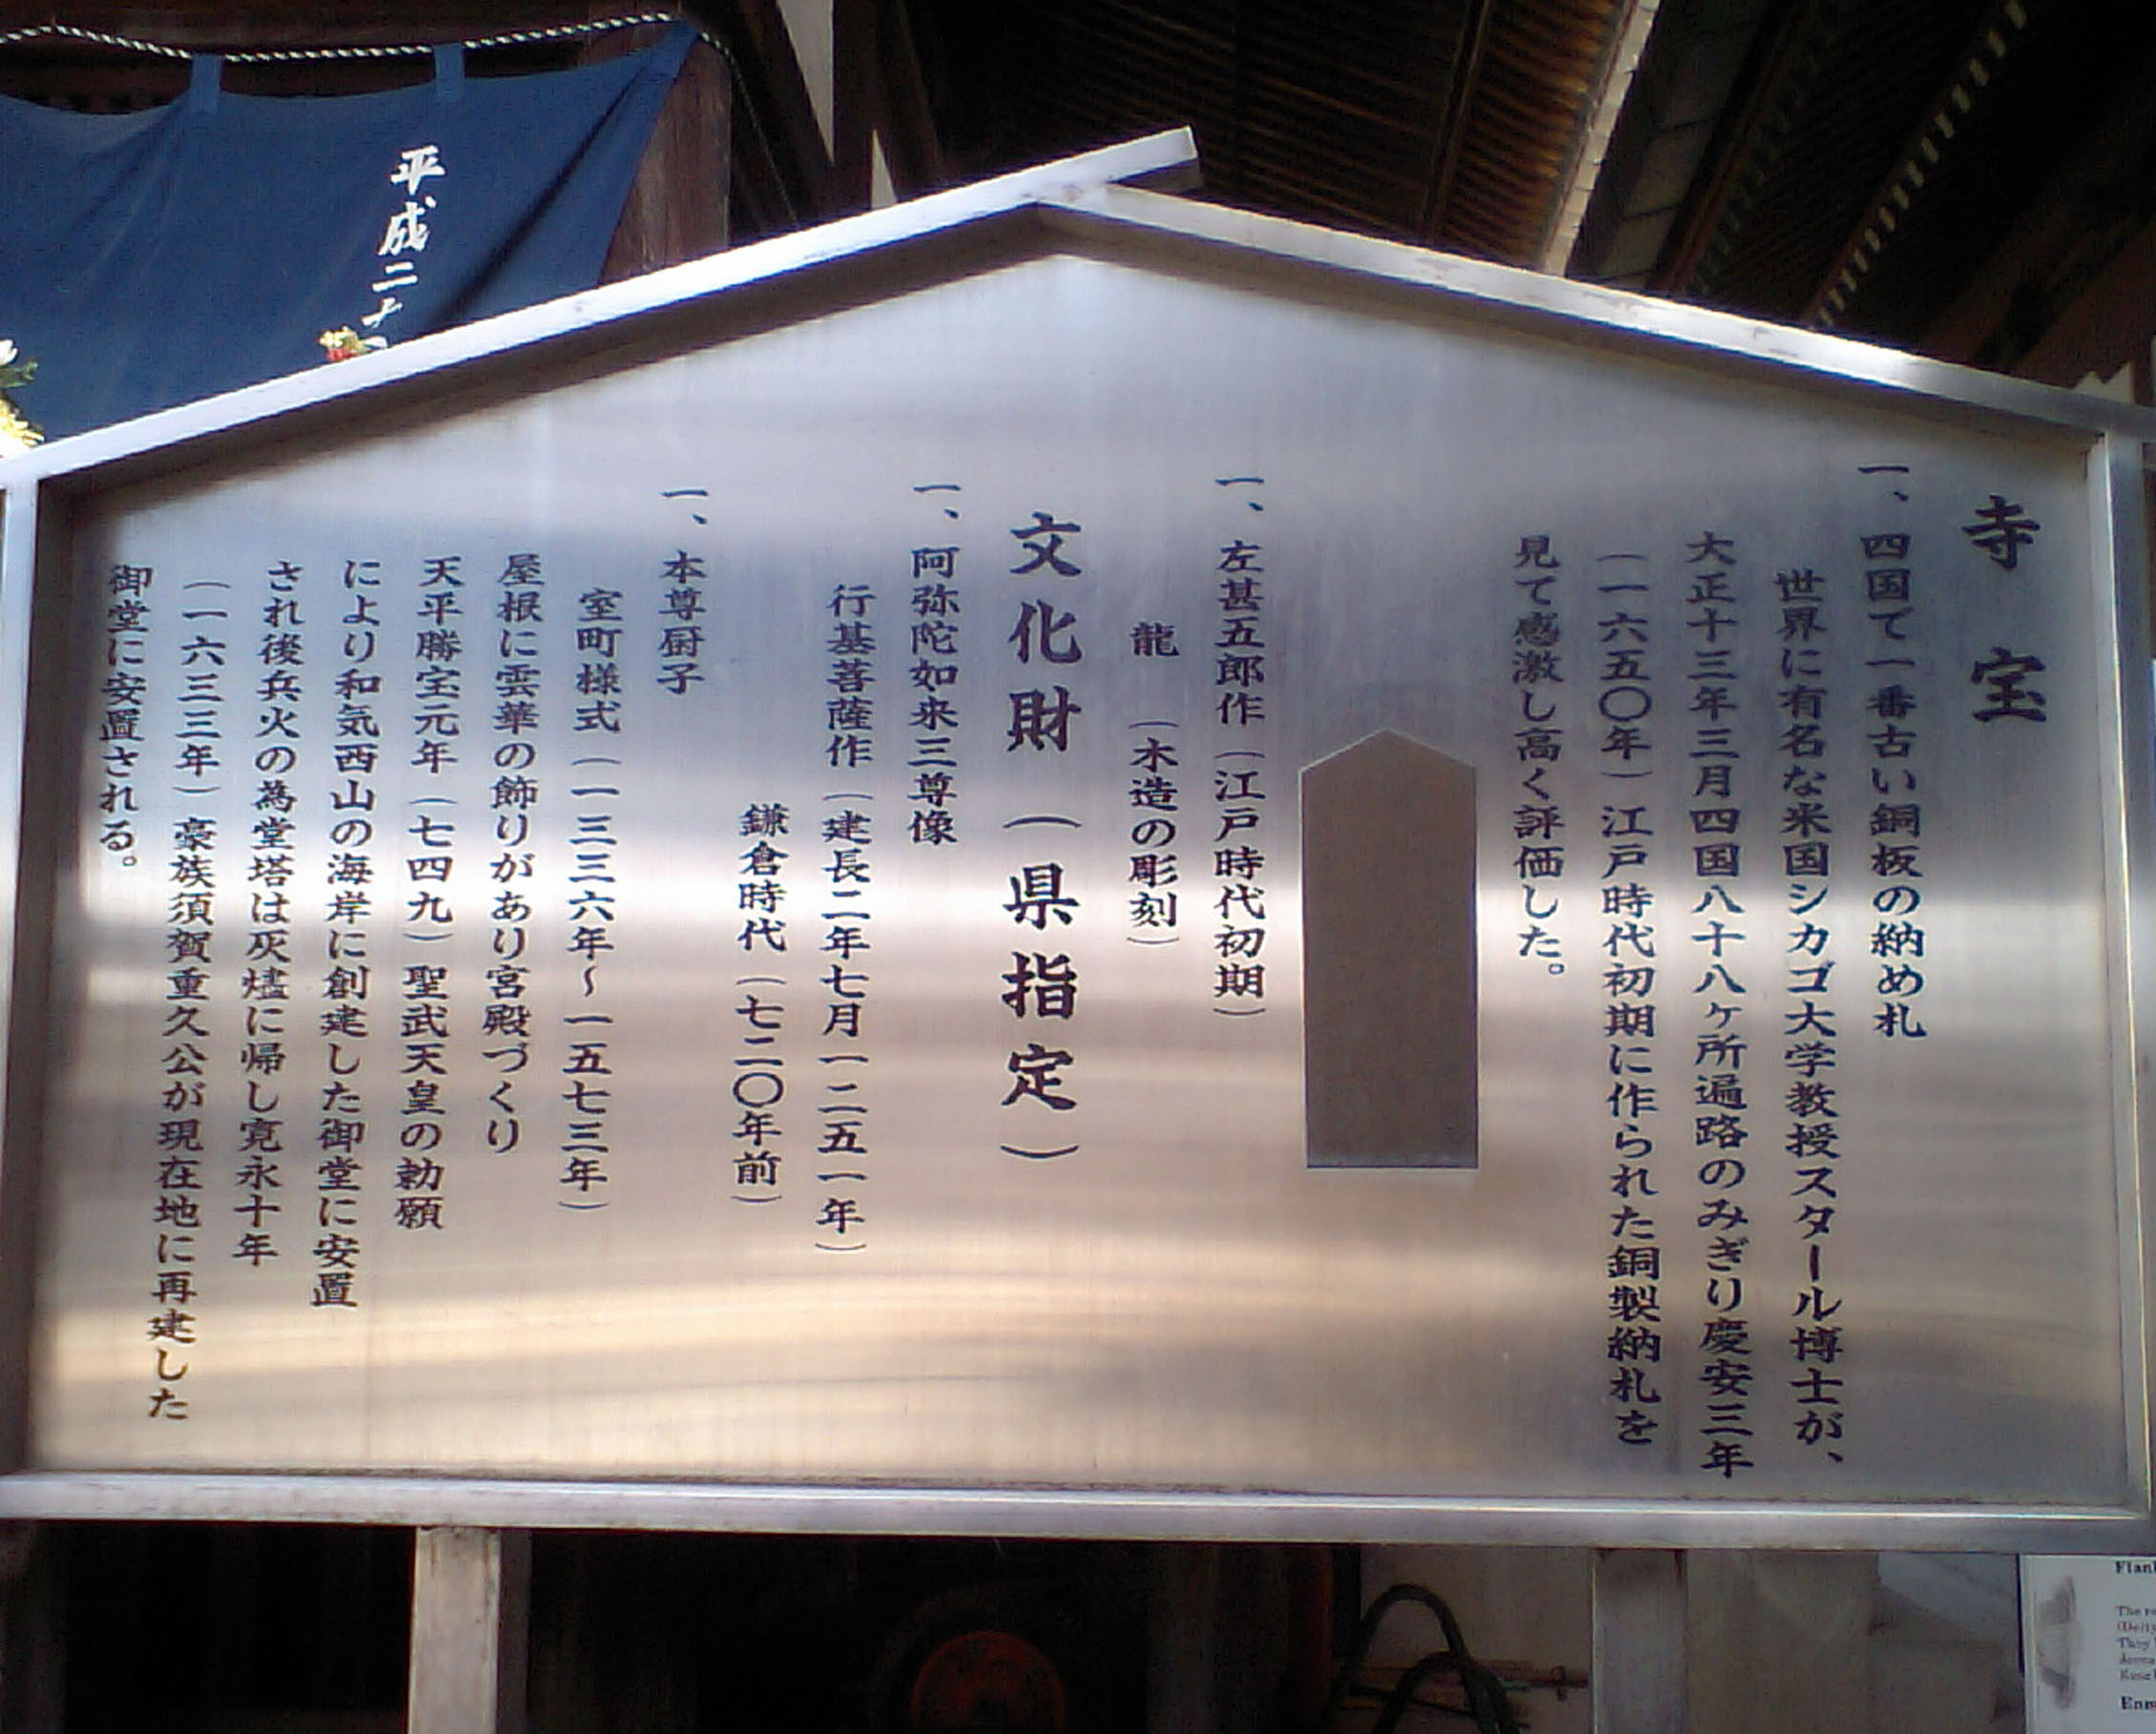 寺宝
一、四国で一番古い銅板の納め札
世界に有名な米国シカゴ大学教授スタール博士が、
大正十三年三月四国八十八ヶ所遍路のみぎり慶安三年
（一六五〇年）江戸時代初期に作られた銅製納札を
見て感激し高く評価した。
一、左甚五郎作（江戸時代初期）
龍　（木造の彫刻）
文化財（県指定）
一、阿弥陀如来三尊像
行基菩薩作（建長二年七月一二五一年）
鎌倉時代（七二〇年前）
一、本尊厨子
室町様式（一三三六年〜一五七三年）
屋根に雲華の飾りがあり宮殿づくり
天平勝宝元年（七四九）聖武天皇の勅願
により和気西山の海岸に創建した御堂に安置
され後兵火の為堂塔は灰燼に帰し寛永十年
（一六三三年）豪族須賀重久公が現在地に再建した
御堂に安置される。
平成二十
The
They
Rose